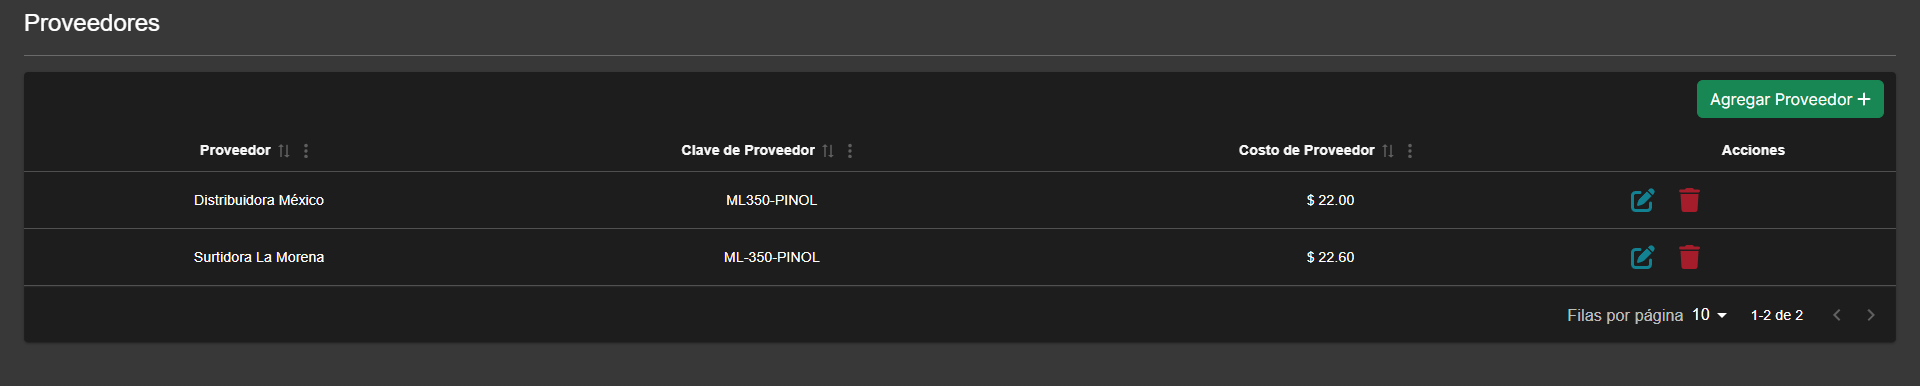 Proveedores
Agregar Proveedor +
Proveedor Clave de Proveedor Costo de Proveedor Acciones
Distribuidora México ML350-PINOL $ 22.00
Surtidora La Morena ML-350-PINOL $ 22.60
Filas por página 10 1-2 de 2